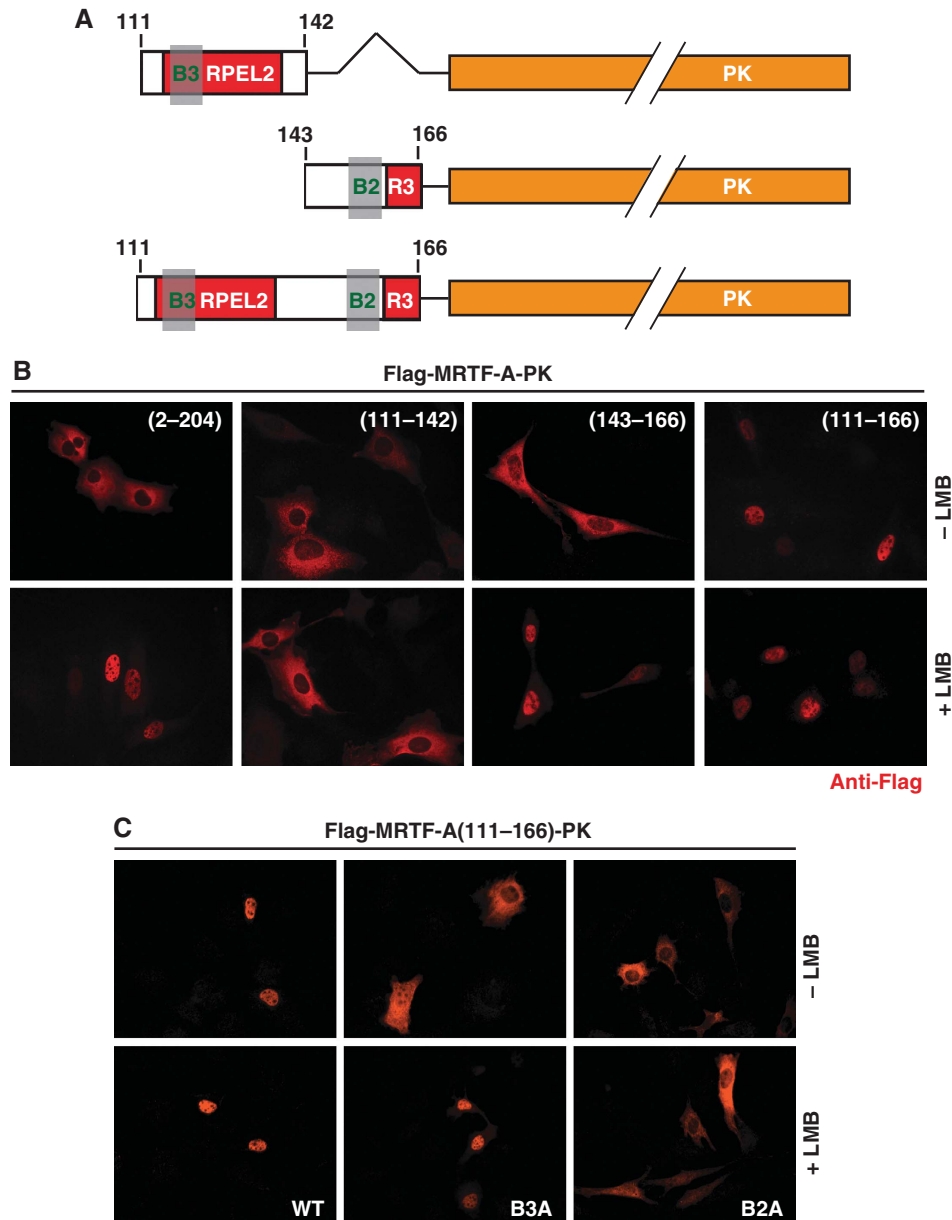 A
111 142
B3 RPEL2 PK
143 166
B2 R3 PK
111 166
B3 RPEL2 B2 R3 PK
B
Flag-MRTF-A-PK
(2–204) (111–142) (143–166) (111–166)
– LMB
+ LMB
Anti-Flag
C
Flag-MRTF-A(111–166)-PK
– LMB
+ LMB
WT B3A B2A